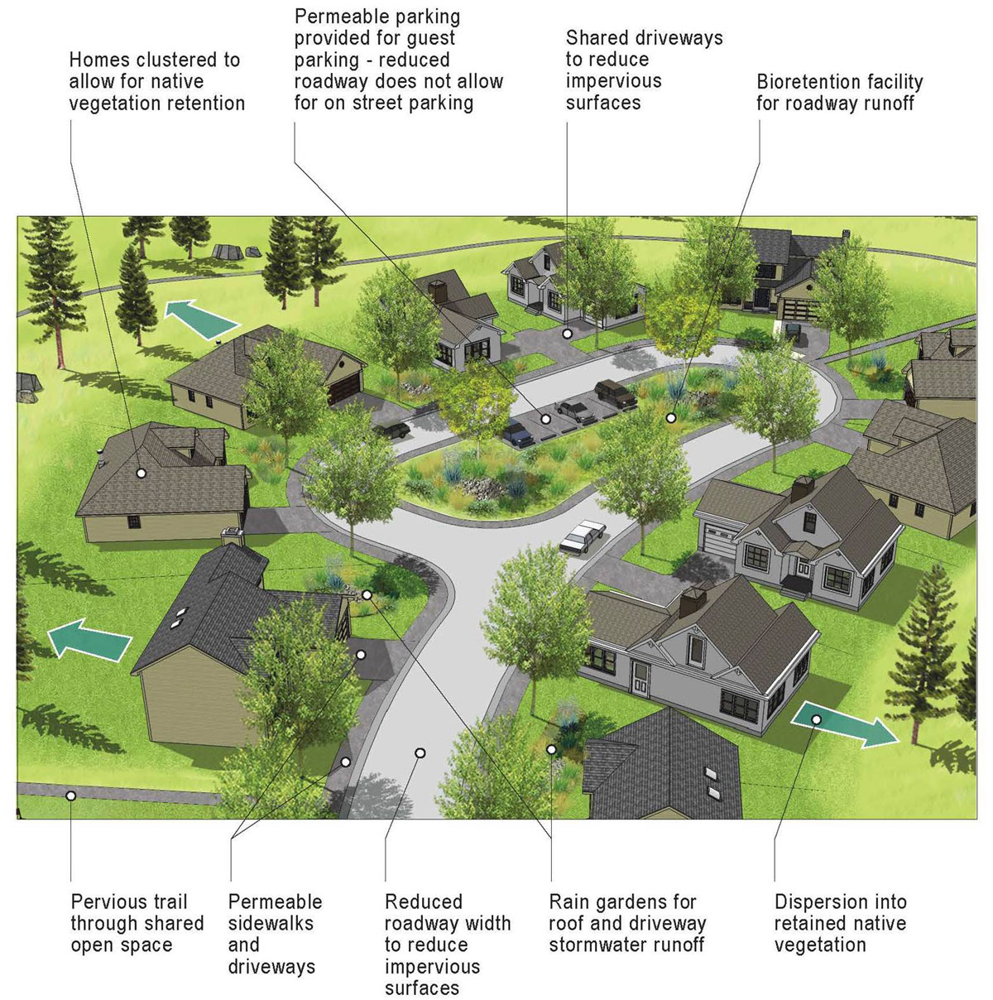 Permeable parking
provided for guest
parking - reduced
roadway does not allow
for on street parking
Shared driveways
to reduce
impervious
surfaces
Homes clustered to
allow for native
vegetation retention
Bioretention facility
for roadway runoff
Pervious trail
through shared
open space
Permeable
sidewalks
and
driveways
Reduced
roadway width
to reduce
impervious
surfaces
Rain gardens for
roof and driveway
stormwater runoff
Dispersion into
retained native
vegetation